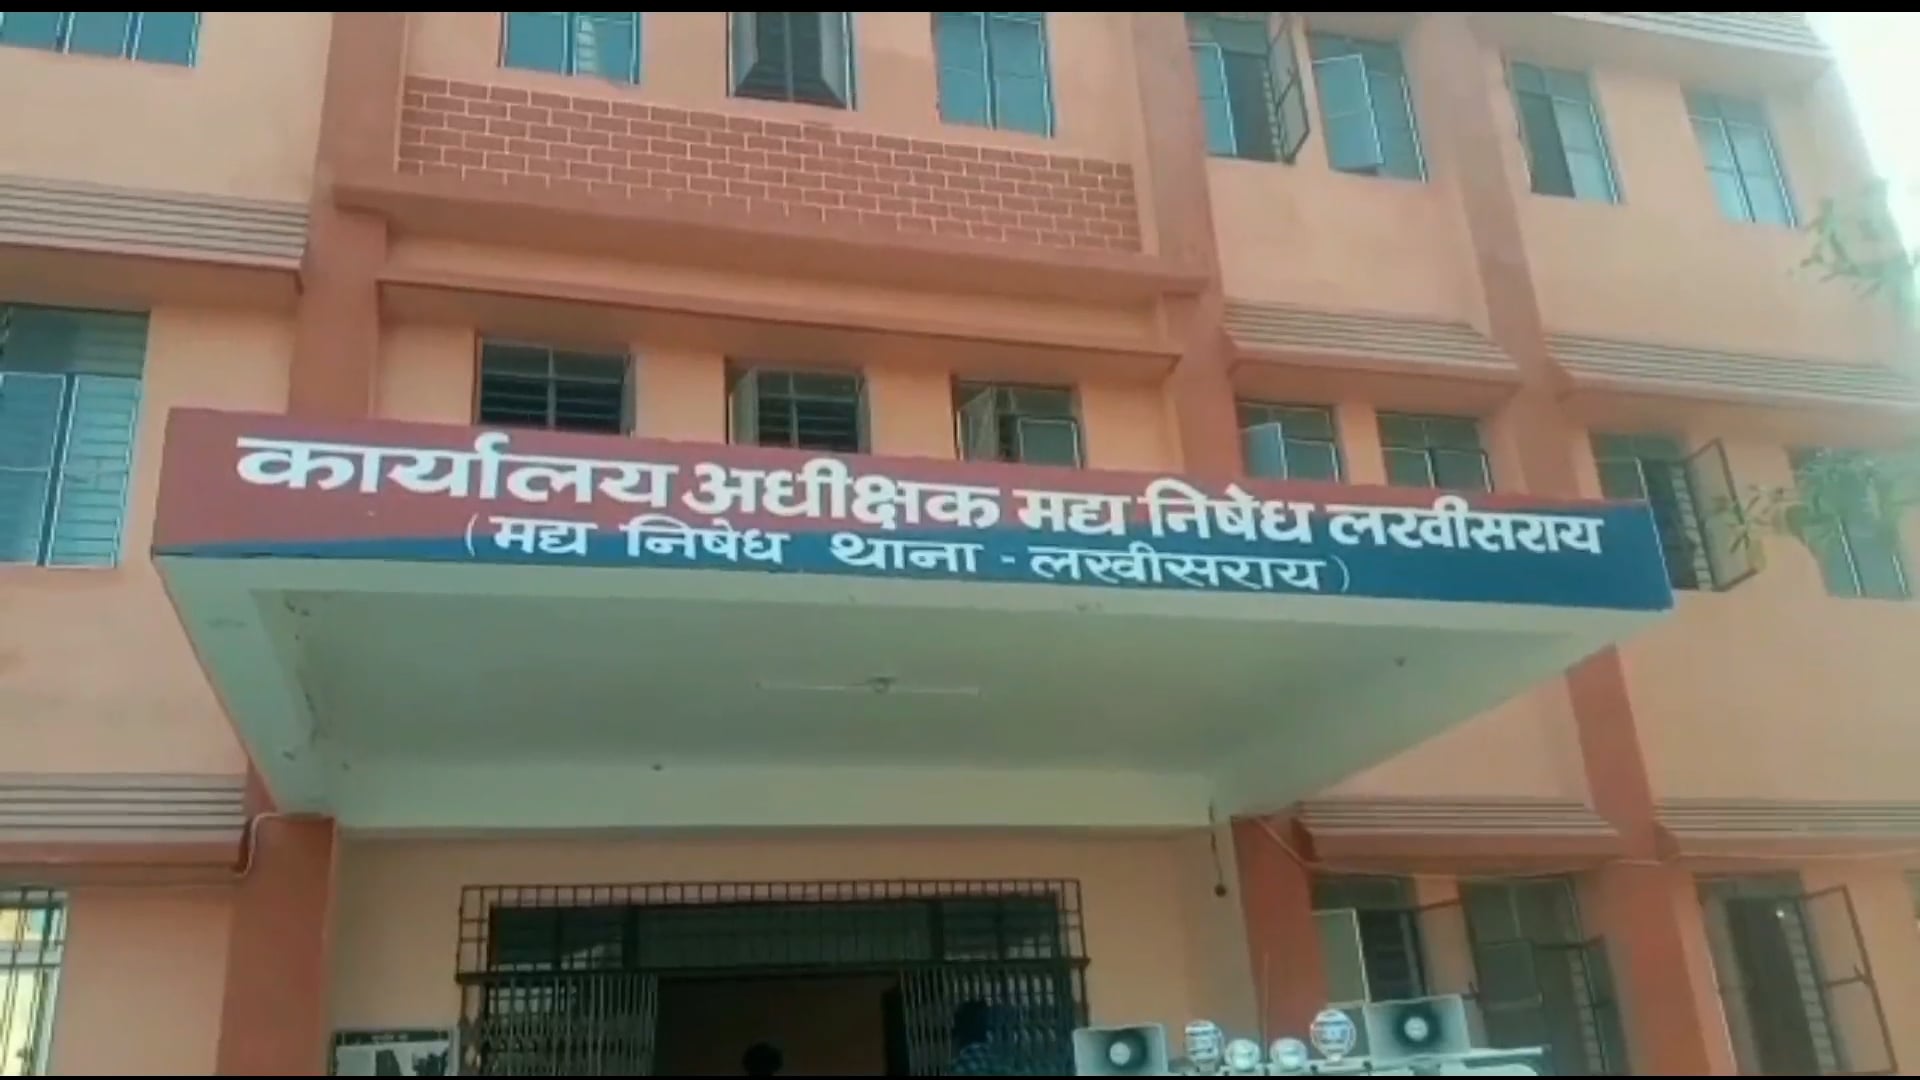 कार्यालय अधीक्षक मद्य निषेध लखीसराय
( मद्य निषेध थाना - लखीसराय )